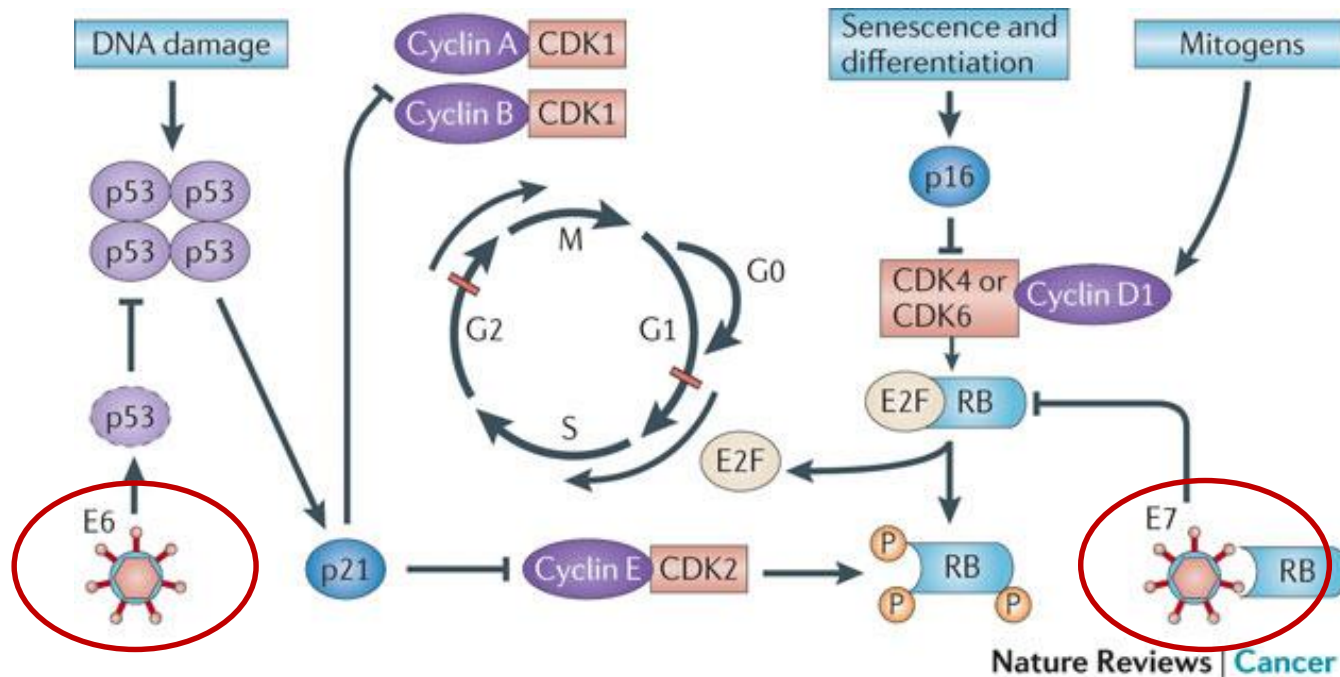 DNA damage
Cyclin A CDK1
Cyclin B CDK1
Senescence and
differentiation
Mitogens
p53 p53
p53 p53
p16
M
G0
G1
G2
S
CDK4 or
CDK6
Cyclin D1
p53
E2F RB
E2F
E6
p21
Cyclin E CDK2
P
RB
P
P
E7
RB
Nature Reviews | Cancer